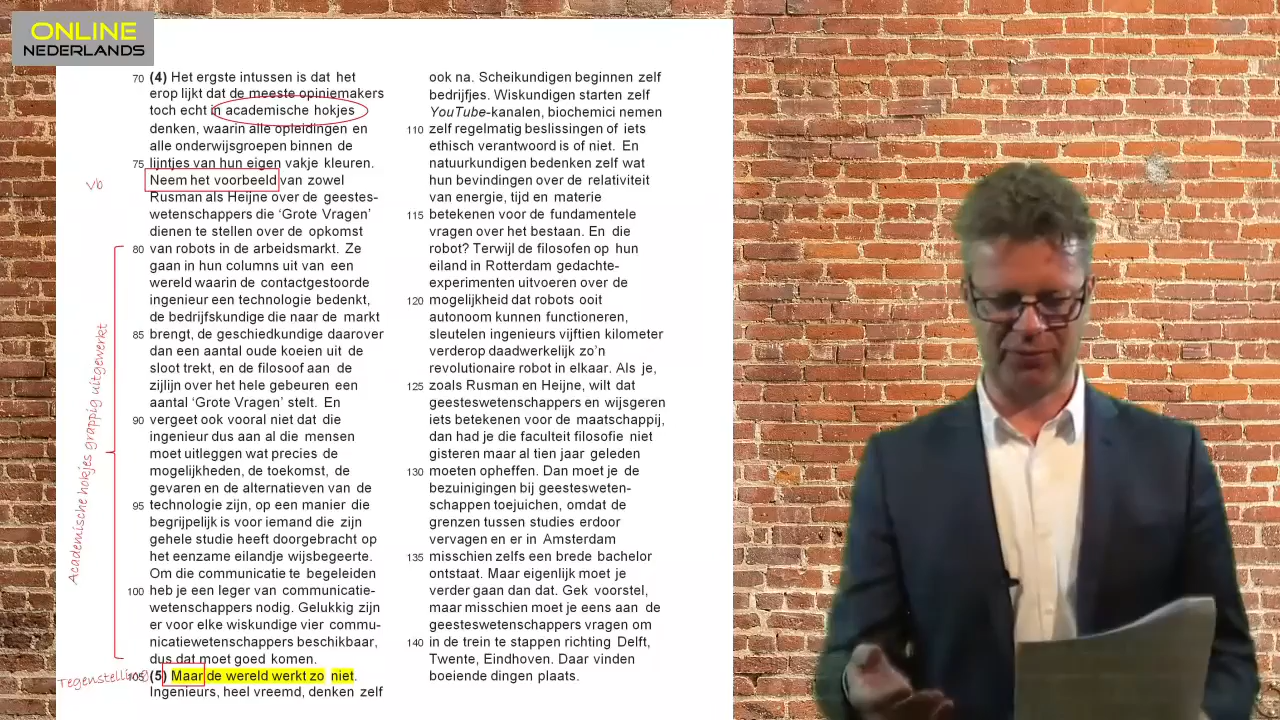 ONLINE
NEDERLANDS
70 (4) Het ergste intussen is dat het
erop lijkt dat de meeste opiniemakers
toch echt in academische hokjes
denken, waarin alle opleidingen en
alle onderwijsgroepen binnen de
75 lijntjes van hun eigen vakje kleuren.
vb
Neem het voorbeeld van zowel
Rusman als Heijne over de geestes-
wetenschappers die ‘Grote Vragen’
dienen te stellen over de opkomst
80 van robots in de arbeidsmarkt. Ze
gaan in hun columns uit van een
wereld waarin de contactgestoorde
ingenieur een technologie bedenkt,
de bedrijfskundige die naar de markt
85 brengt, de geschiedkundige daarover
dan een aantal oude koeien uit de
sloot trekt, en de filosoof aan de
zijlijn over het hele gebeuren een
aantal ‘Grote Vragen’ stelt. En
90 vergeet ook vooral niet dat die
ingenieur dus aan al die mensen
moet uitleggen wat precies de
mogelijkheden, de toekomst, de
gevaren en de alternatieven van de
95 technologie zijn, op een manier die
begrijpelijk is voor iemand die zijn
gehele studie heeft doorgebracht op
het eenzame eilandje wijsbegeerte.
Om die communicatie te begeleiden
100 heb je een leger van communicatie-
wetenschappers nodig. Gelukkig zijn
er voor elke wiskundige vier commu-
nicatiewetenschappers beschikbaar,
dus dat moet goed komen.
Academische hokjes grappig uitgewerkt
Tegenstelling
105 (5) Maar de wereld werkt zo niet.
Ingenieurs, heel vreemd, denken zelf
ook na. Scheikundigen beginnen zelf
bedrijfjes. Wiskundigen starten zelf
YouTube-kanalen, biochemici nemen
110 zelf regelmatig beslissingen of iets
ethisch verantwoord is of niet. En
natuurkundigen bedenken zelf wat
hun bevindingen over de relativiteit
van energie, tijd en materie
115 betekenen voor de fundamentele
vragen over het bestaan. En die
robot? Terwijl de filosofen op hun
eiland in Rotterdam gedachte-
experimenten uitvoeren over de
120 mogelijkheid dat robots ooit
autonoom kunnen functioneren,
sleutelen ingenieurs vijftien kilometer
verderop daadwerkelijk zo’n
revolutionaire robot in elkaar. Als je,
125 zoals Rusman en Heijne, wilt dat
geesteswetenschappers en wijsgeren
iets betekenen voor de maatschappij,
dan had je die faculteit filosofie niet
gisteren maar al tien jaar geleden
130 moeten opheffen. Dan moet je de
bezuinigingen bij geestesweten-
schappen toejuichen, omdat de
grenzen tussen studies erdoor
vervagen en er in Amsterdam
135 misschien zelfs een brede bachelor
ontstaat. Maar eigenlijk moet je
verder gaan dan dat. Gek voorstel,
maar misschien moet je eens aan de
geesteswetenschappers vragen om
140 in de trein te stappen richting Delft,
Twente, Eindhoven. Daar vinden
boeiende dingen plaats.